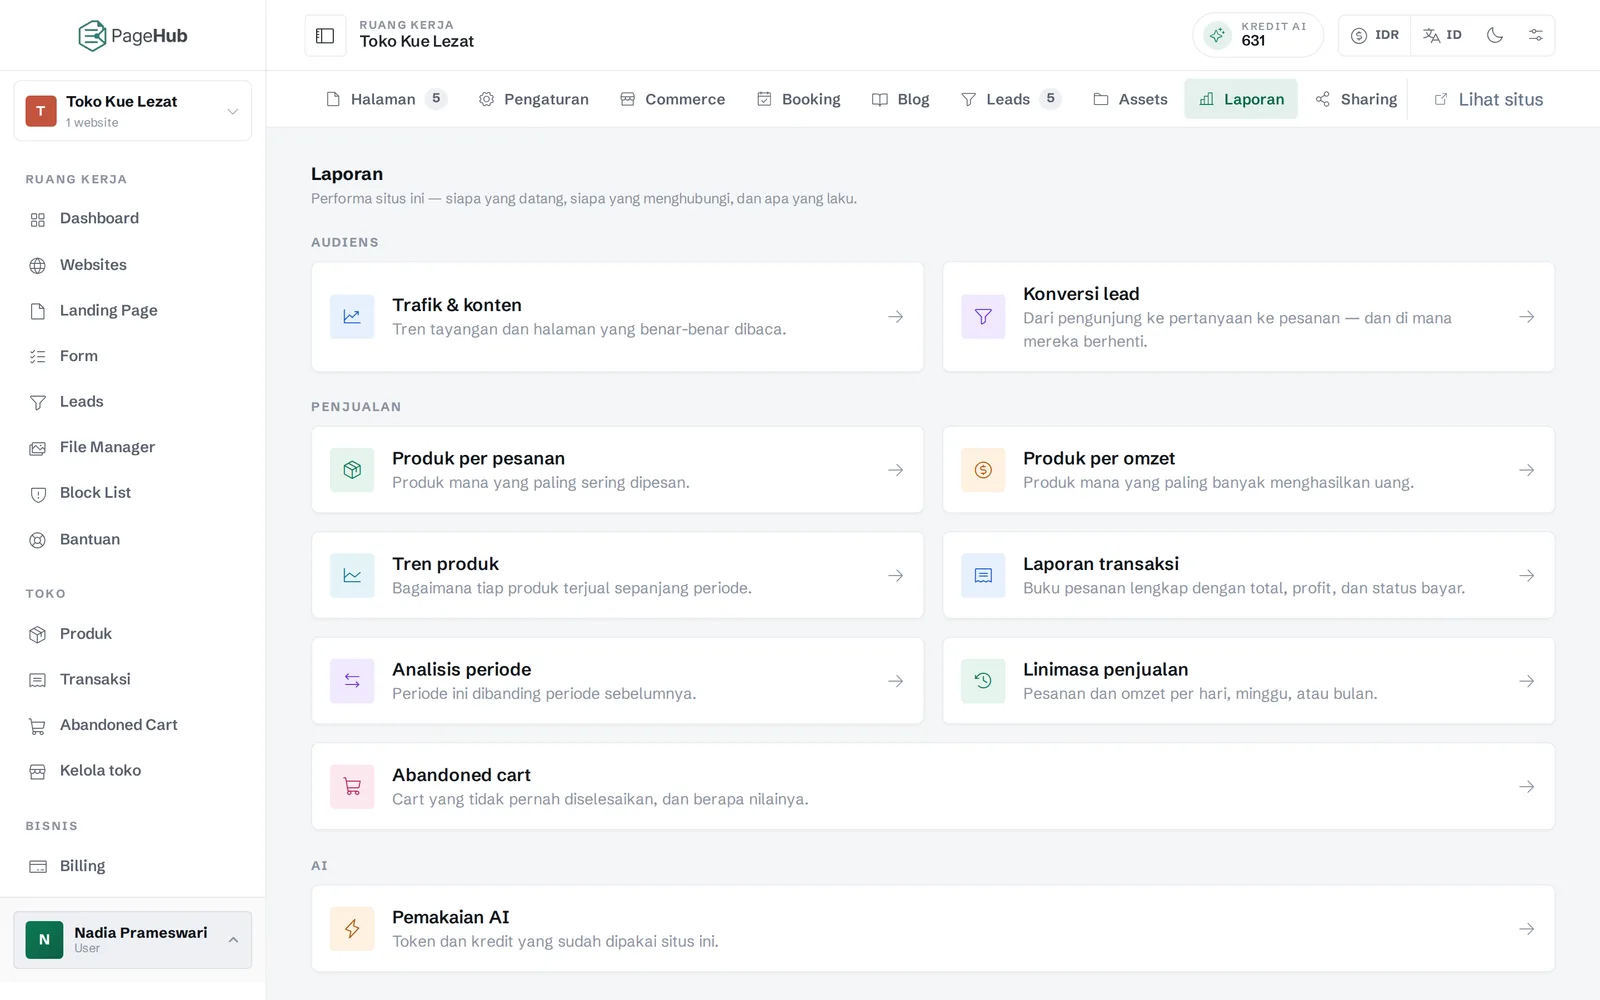 PageHub
RUANG KERJA
Toko Kue Lezat
KREDIT AI
631
IDR
ID
T
Toko Kue Lezat
1 website
Halaman 5
Pengaturan
Commerce
Booking
Blog
Leads 5
Assets
Laporan
Sharing
Lihat situs
RUANG KERJA
Dashboard
Websites
Landing Page
Form
Leads
File Manager
Block List
Bantuan
TOKO
Produk
Transaksi
Abandoned Cart
Kelola toko
BISNIS
Billing
N
Nadia Prameswari
User
Laporan
Performa situs ini — siapa yang datang, siapa yang menghubungi, dan apa yang laku.
AUDIENS
Trafik & konten
Tren tayangan dan halaman yang benar-benar dibaca.
Konversi lead
Dari pengunjung ke pertanyaan ke pesanan — dan di mana
mereka berhenti.
PENJUALAN
Produk per pesanan
Produk mana yang paling sering dipesan.
Produk per omzet
Produk mana yang paling banyak menghasilkan uang.
Tren produk
Bagaimana tiap produk terjual sepanjang periode.
Laporan transaksi
Buku pesanan lengkap dengan total, profit, dan status bayar.
Analisis periode
Periode ini dibanding periode sebelumnya.
Linimasa penjualan
Pesanan dan omzet per hari, minggu, atau bulan.
Abandoned cart
Cart yang tidak pernah diselesaikan, dan berapa nilainya.
AI
Pemakaian AI
Token dan kredit yang sudah dipakai situs ini.